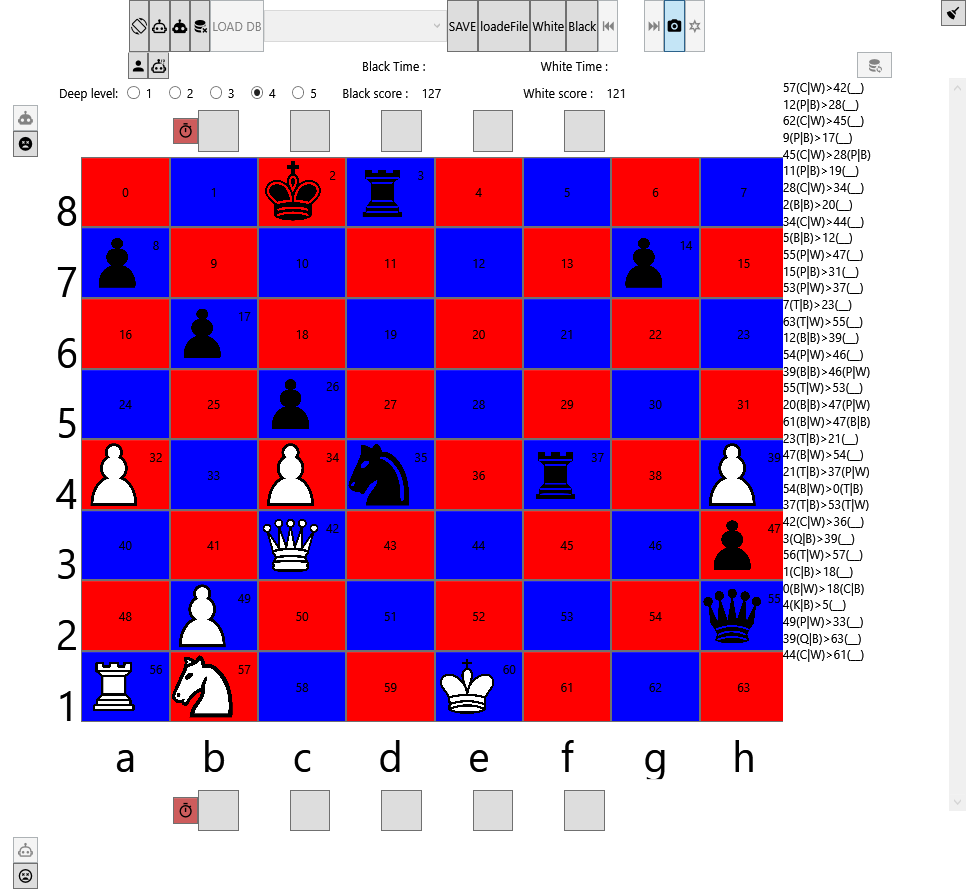 LOAD DB SAVE loadeFile White Black
Black Time : White Time :
Deep level: 1 2 3 4 5 Black score : 127 White score : 121
57(C|W)>42(__)
12(P|B)>28(__)
62(C|W)>45(__)
9(P|B)>17(__)
45(C|W)>28(P|B)
11(P|B)>19(__)
28(C|W)>34(__)
2(B|B)>20(__)
34(C|W)>44(__)
5(B|B)>12(__)
55(P|W)>47(__)
15(P|B)>31(__)
53(P|W)>37(__)
7(T|B)>23(__)
63(T|W)>55(__)
12(B|B)>39(__)
54(P|W)>46(__)
39(B|B)>46(P|W)
55(T|W)>53(__)
20(B|B)>47(P|W)
61(B|W)>47(B|B)
23(T|B)>21(__)
47(B|W)>54(__)
21(T|B)>37(P|W)
54(B|W)>0(T|B)
37(T|B)>53(T|W)
42(C|W)>36(__)
3(Q|B)>39(__)
56(T|W)>57(__)
1(C|B)>18(__)
0(B|W)>18(C|B)
4(K|B)>5(__)
49(P|W)>33(__)
39(Q|B)>63(__)
44(C|W)>61(__)
8 0 1 2 3 4 5 6 7
7 8 9 10 11 12 13 14 15
6 16 17 18 19 20 21 22 23
5 24 25 26 27 28 29 30 31
4 32 33 34 35 36 37 38 39
3 40 41 42 43 44 45 46 47
2 48 49 50 51 52 53 54 55
1 56 57 58 59 60 61 62 63
a b c d e f g h